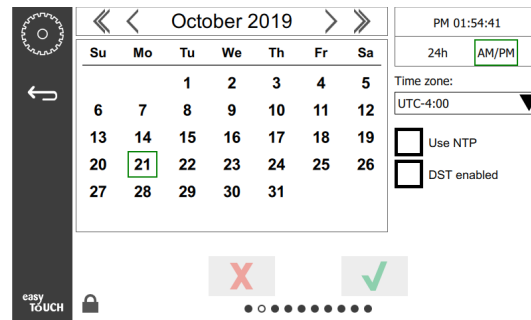 October 2019
Su Mo Tu We Th Fr Sa
1 2 3 4 5
6 7 8 9 10 11 12
13 14 15 16 17 18 19
20 21 22 23 24 25 26
27 28 29 30 31
PM 01:54:41
24h AM/PM
Time zone:
UTC-4:00
Use NTP
DST enabled
easy
TOUCH